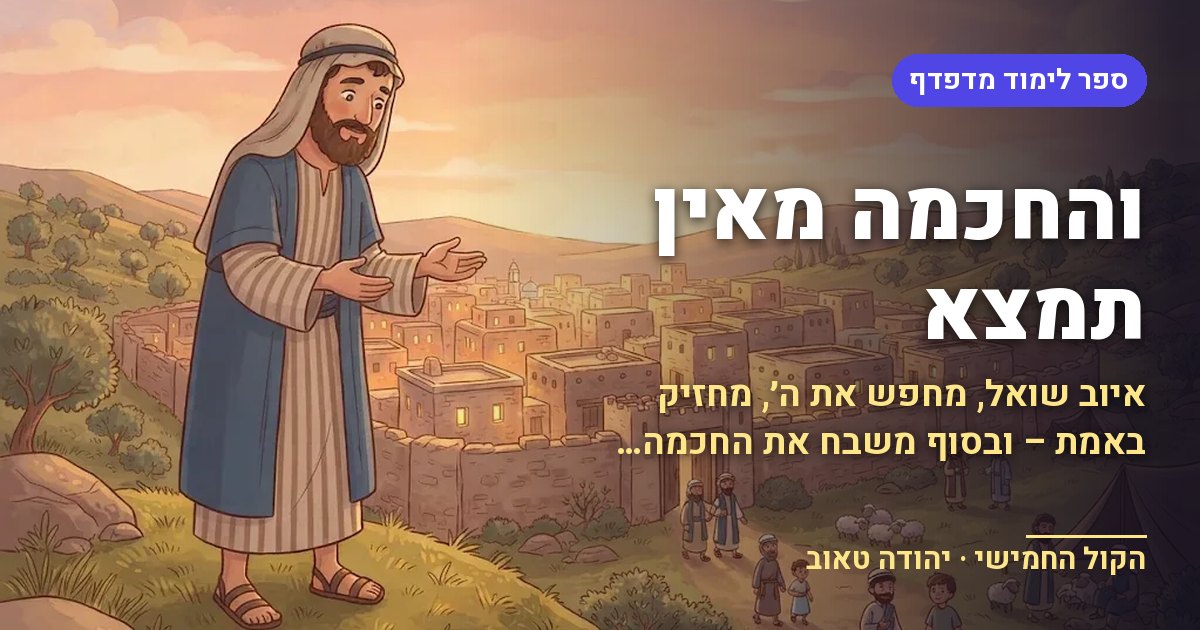 ספר לימוד מדפדף
והחכמה מאין
תמצא
איוב שואל, מחפש את ה׳, מחזיק
באמת – ובסוף משבח את החכמה...
הקול החמישי · יהודה טאוב